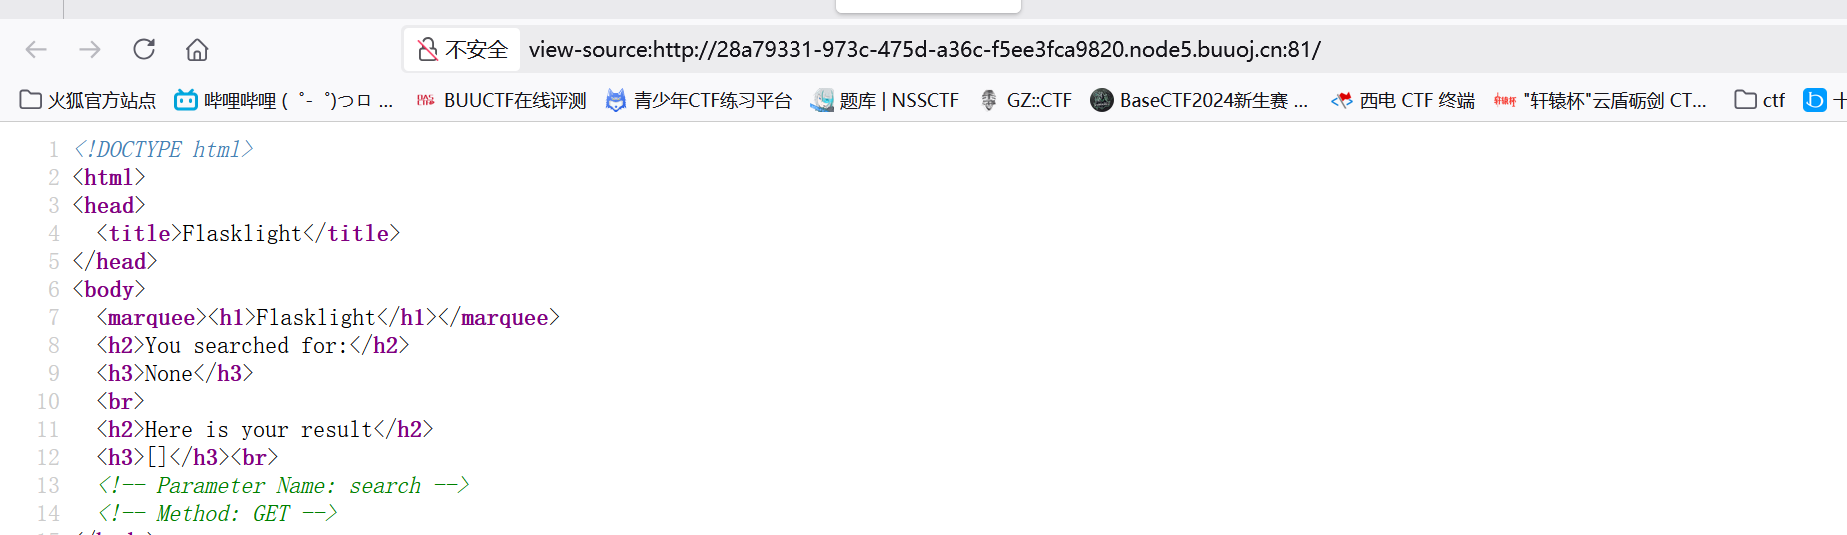 不安全 view-source:http://28a79331-973c-475d-a36c-f5ee3fca9820.node5.buuoj.cn:81/
火狐官方站点 哔哩哔哩 ( ゜- ゜)つロ ... BUUCTF在线评测 青少年CTF练习平台 题库 | NSSCTF GZ::CTF BaseCTF2024新生赛 ... 西电 CTF 终端 "轩辕杯"云盾砺剑 CT... ctf
1 <!DOCTYPE html>
2 <html>
3 <head>
4 <title>Flasklight</title>
5 </head>
6 <body>
7 <marquee><h1>Flasklight</h1></marquee>
8 <h2>You searched for:</h2>
9 <h3>None</h3>
10 <br>
11 <h2>Here is your result</h2>
12 <h3>[]</h3><br>
13 <!-- Parameter Name: search -->
14 <!-- Method: GET -->